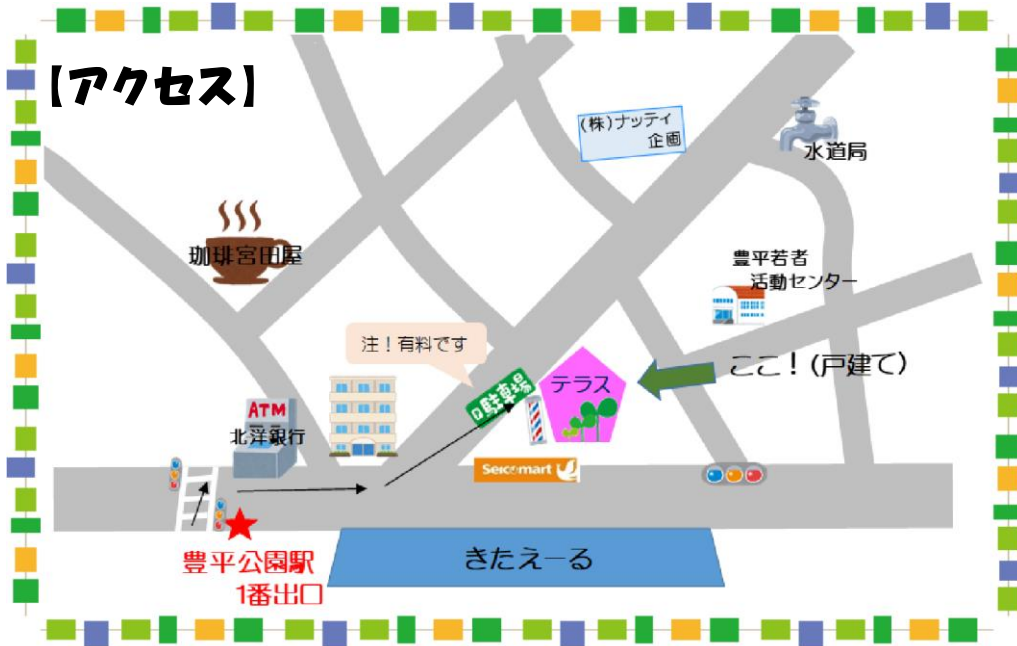 【アクセス】
(株)ナッティ
企画
水道局
珈琲宮田屋
豊平若者
活動センター
注！有料です
ここ！(戸建て)
駐車場
テラス
ATM
北洋銀行
Seicomart
きたえーる
豊平公園駅
1番出口